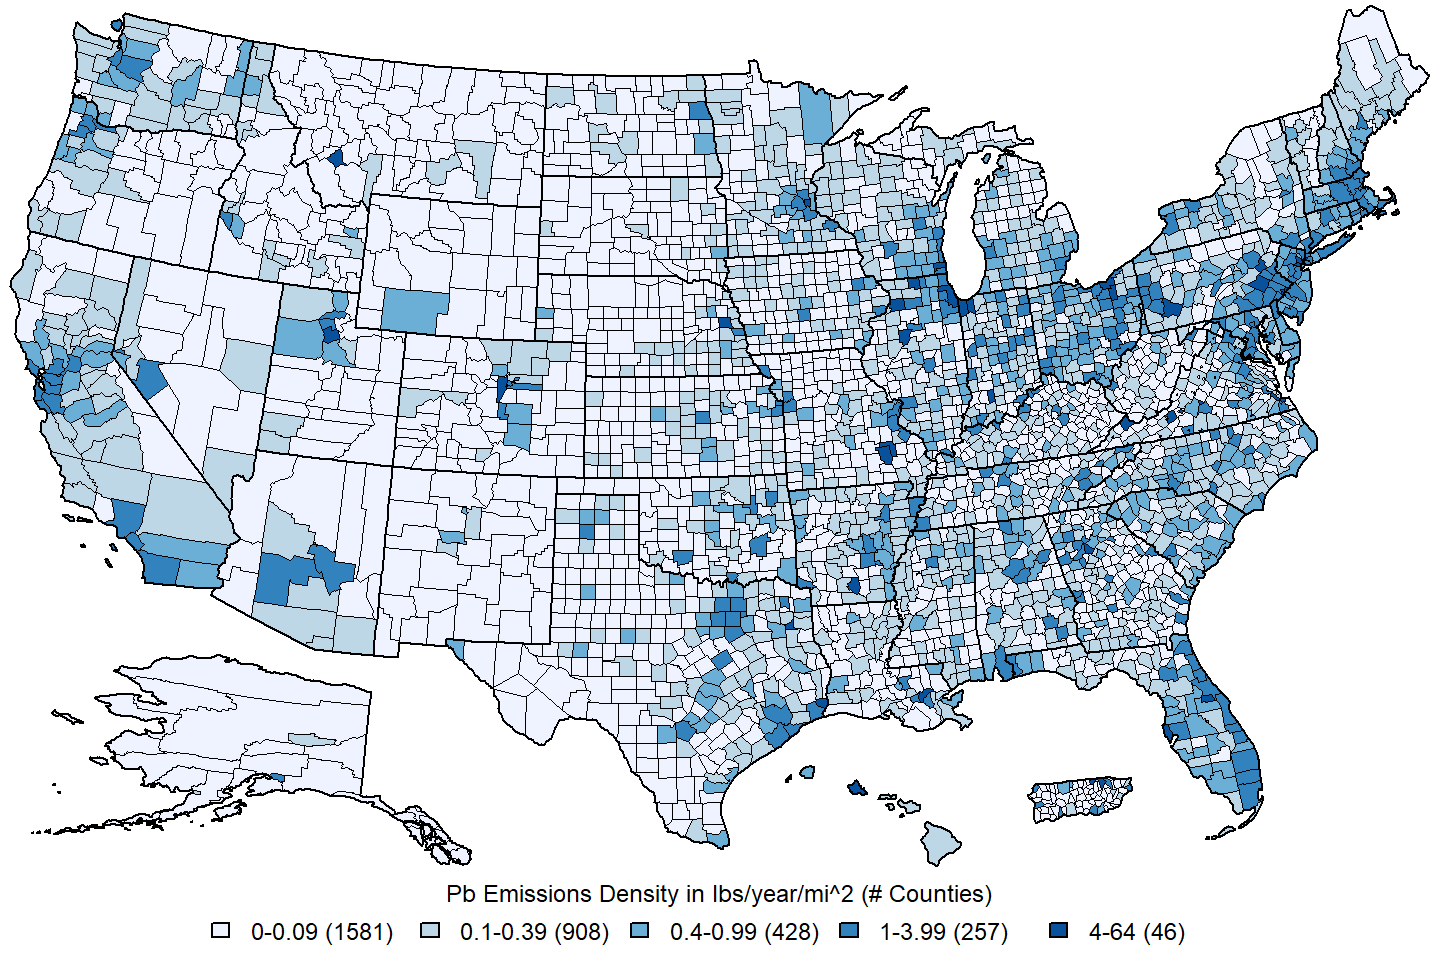 Pb Emissions Density in lbs/year/mi^2 (# Counties)
0-0.09 (1581) 0.1-0.39 (908) 0.4-0.99 (428) 1-3.99 (257) 4-64 (46)